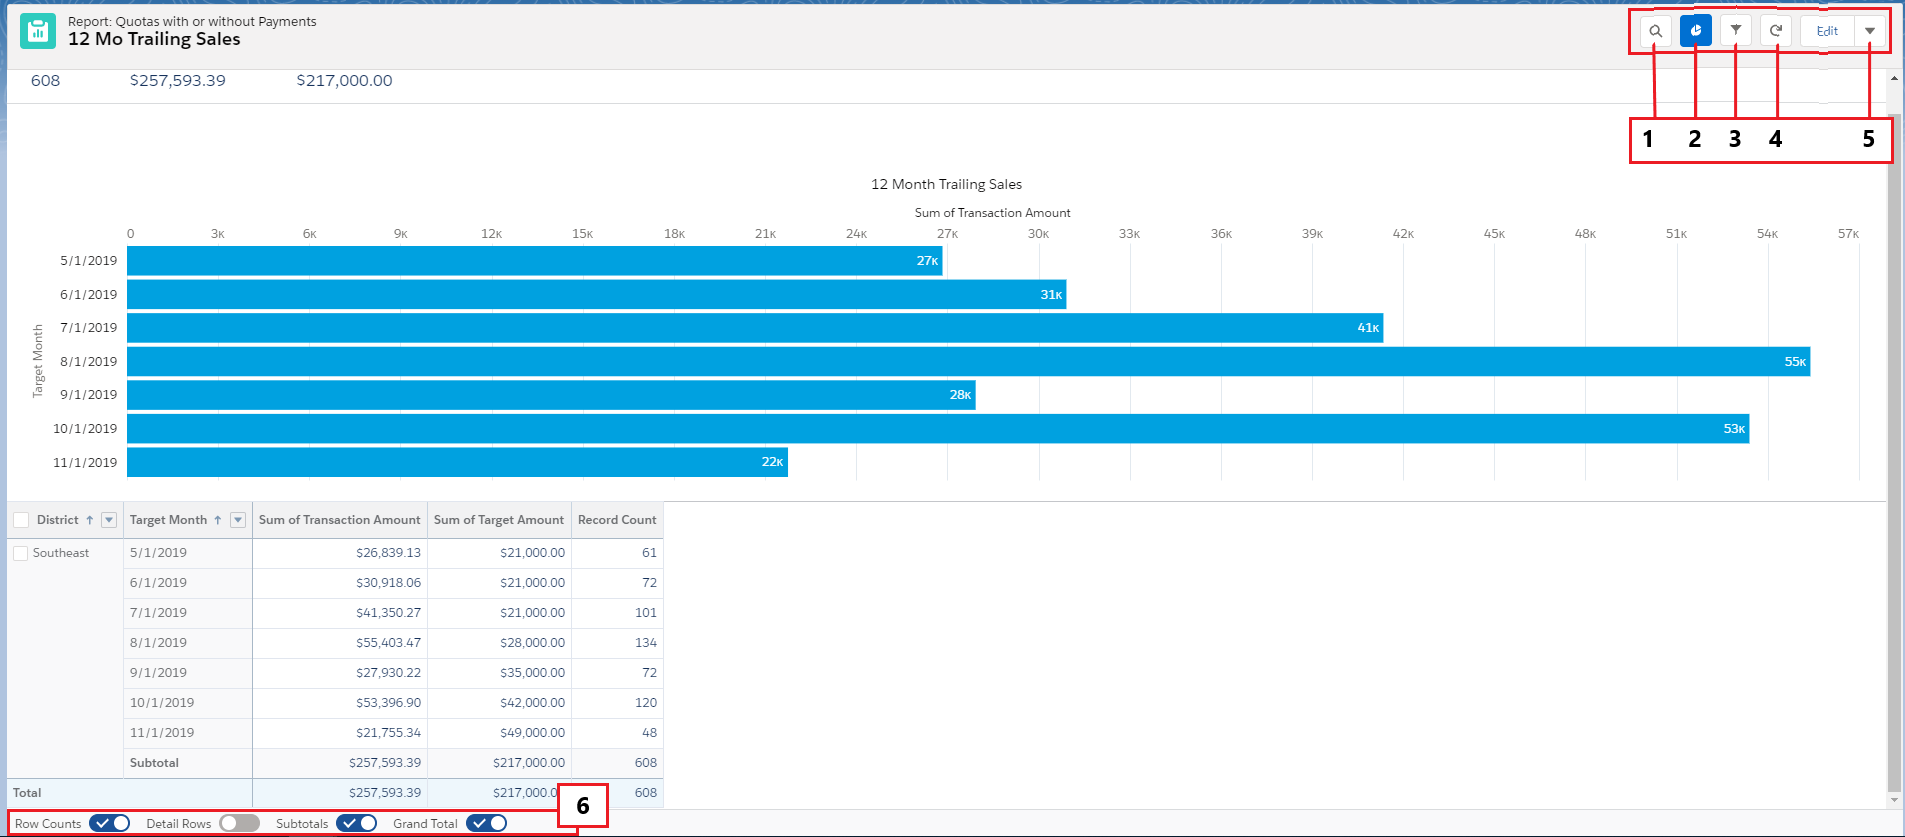 Report: Quotas with or without Payments
12 Mo Trailing Sales
Edit
608 $257,593.39 $217,000.00
1 2 3 4 5
12 Month Trailing Sales
Sum of Transaction Amount
0 3K 6K 9K 12K 15K 18K 21K 24K 27K 30K 33K 36K 39K 42K 45K 48K 51K 54K 57K
Target Month
5/1/2019 27K
6/1/2019 31K
7/1/2019 41K
8/1/2019 55K
9/1/2019 28K
10/1/2019 53K
11/1/2019 22K
District ↑ Target Month ↑ Sum of Transaction Amount Sum of Target Amount Record Count
Southeast 5/1/2019 $26,839.13 $21,000.00 61
6/1/2019 $30,918.06 $21,000.00 72
7/1/2019 $41,350.27 $21,000.00 101
8/1/2019 $55,403.47 $28,000.00 134
9/1/2019 $27,930.22 $35,000.00 72
10/1/2019 $53,396.90 $42,000.00 120
11/1/2019 $21,755.34 $49,000.00 48
Subtotal $257,593.39 $217,000.00 608
Total $257,593.39 $217,000.0 608
6
Row Counts Detail Rows Subtotals Grand Total